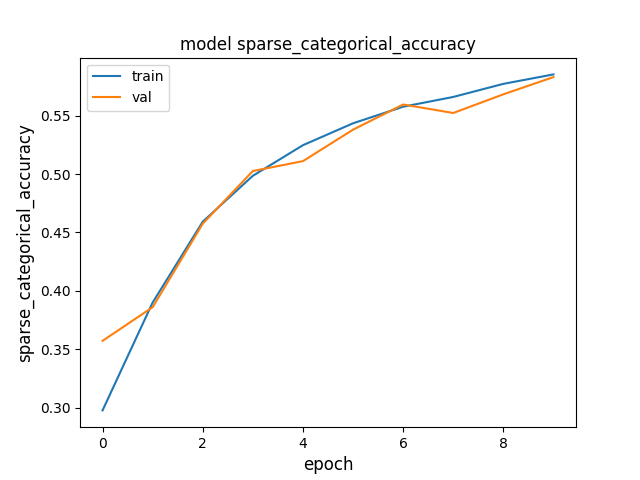 model sparse_categorical_accuracy
train
val
sparse_categorical_accuracy
0.55
0.50
0.45
0.40
0.35
0.30
0 2 4 6 8
epoch